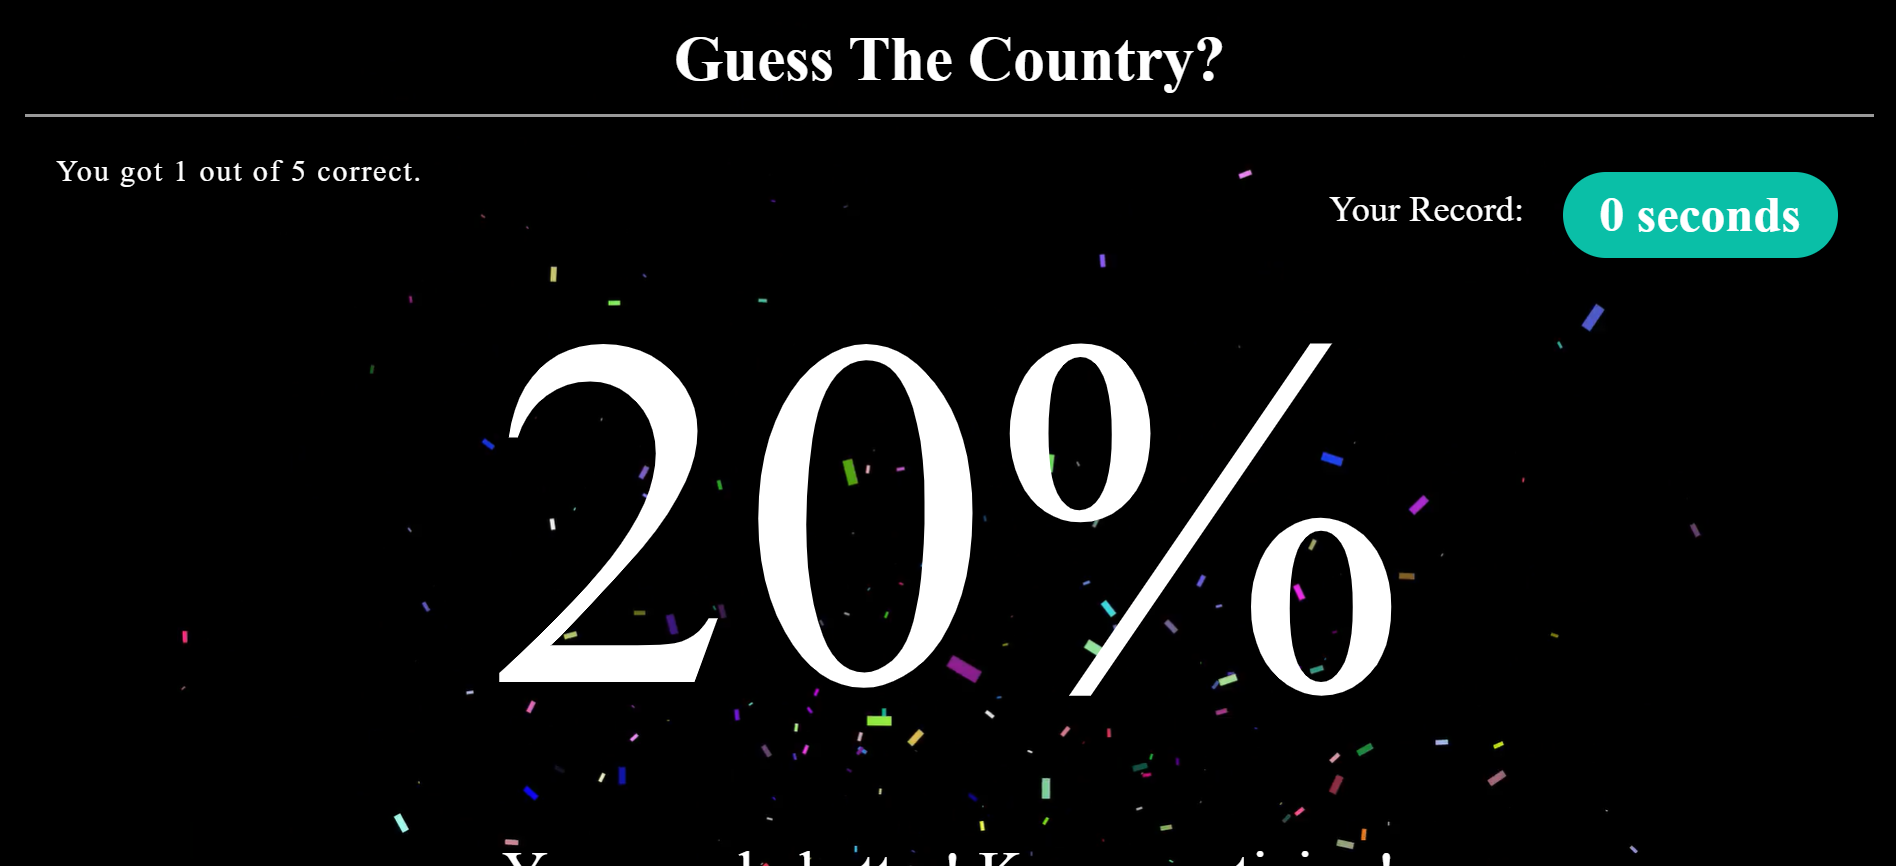 Guess The Country?
You got 1 out of 5 correct.
Your Record:
0 seconds
20%